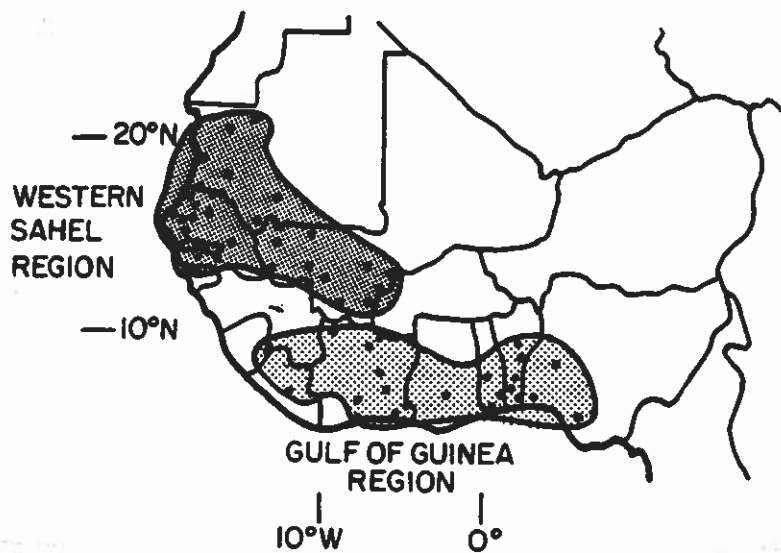 20°N
WESTERN
SAHEL
REGION
10°N
GULF OF GUINEA
REGION
10°W
0°